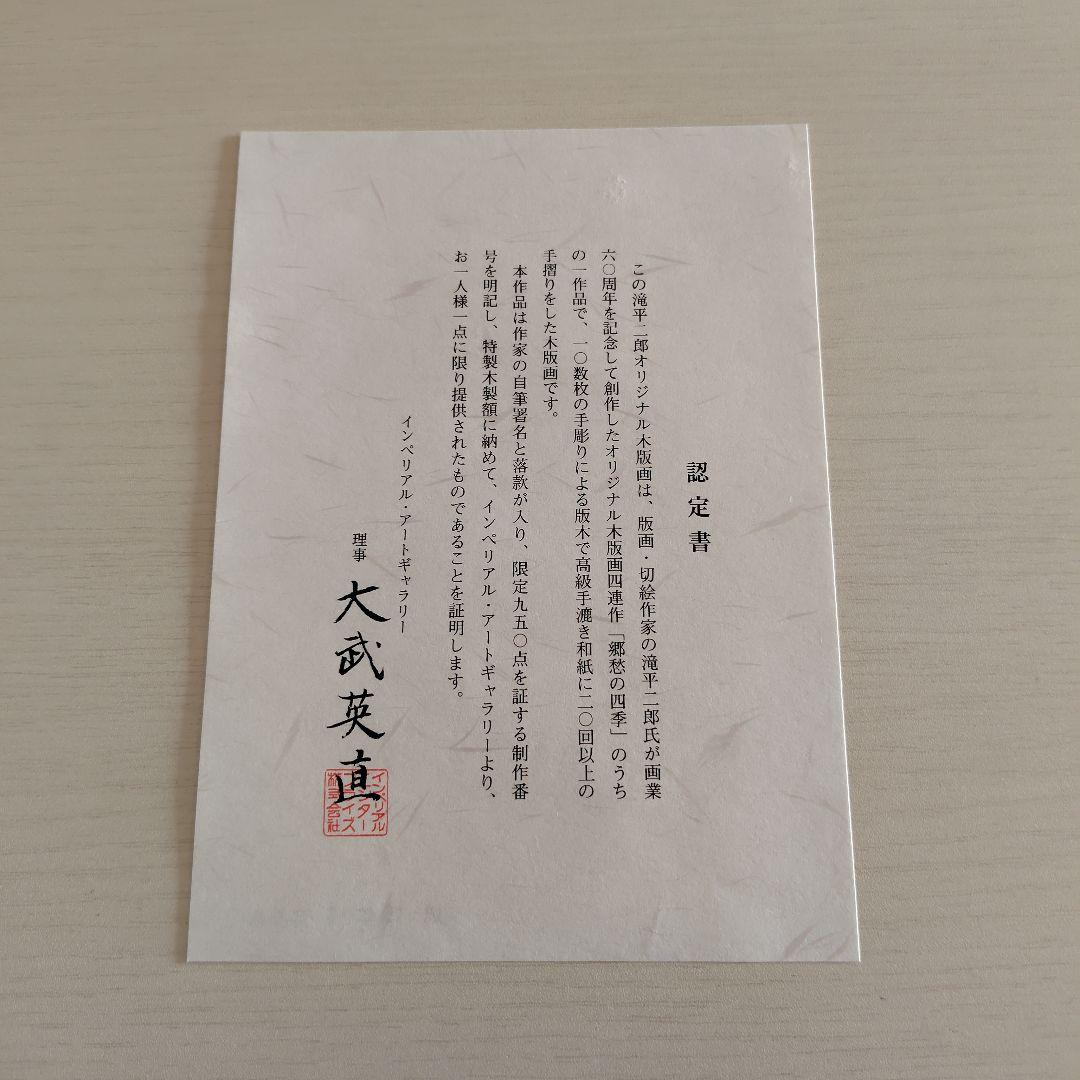 認定書
この滝平二郎オリジナル木版画は、版画・切絵作家の滝平二郎氏が画業
六〇周年を記念して創作したオリジナル木版画四連作「郷愁の四季」のうち
の一作品で、一〇数枚の手彫りによる版木で高級手漉き和紙に二〇回以上の
手摺りをした木版画です。
本作品は作家の自筆署名と落款が入り、限定九五〇点を証する制作番
号を明記し、特製木製額に納めて、インペリアル・アートギャラリーより、
お一人様一点に限り提供されたものであることを証明します。
インペリアル・アートギャラリー
理事 大武英直
インペリアル
株式会社